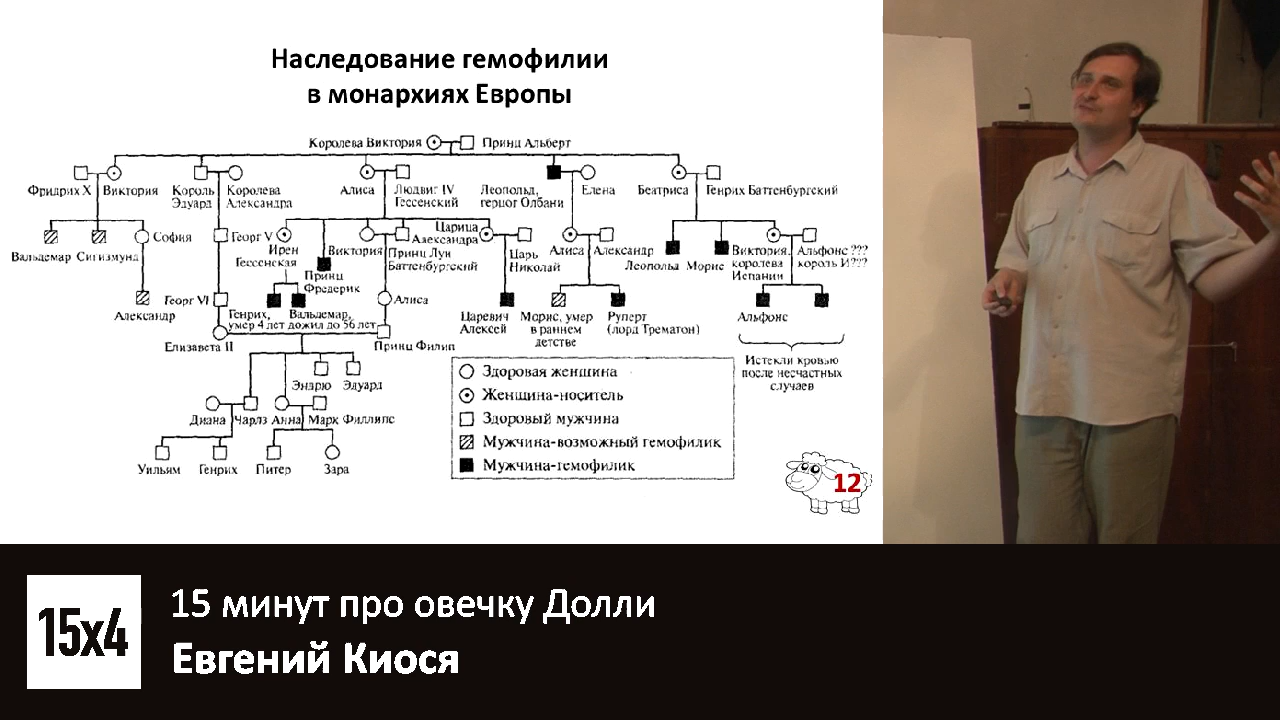 Наследование гемофилии
в монархиях Европы
Королева Виктория
Принц Альберт
Фридрих X
Виктория
Король
Эдуард
Королева
Александра
Алиса
Людвиг IV
Гессенский
Леопольд,
герцог Олбани
Елена
Беатриса
Генрих Баттенбургский
Вальдемар
Сигизмунд
София
Георг V
Ирен
Гессенская
Принц
Фредерик
Виктория
Принц Луи
Баттенбургский
Царица
Александра
Царь
Николай
Алиса
Александр
Леопольд
Морис
Виктория,
королева
Испании
Альфонс ???
король И???
Александр
Георг VI
Генрих,
умер 4 лет
Вальдемар,
дожил до 56 лет
Алиса
Царевич
Алексей
Морис, умер
в раннем
детстве
Руперт
(лорд Трематон)
Альфонс
Елизавета II
Принц Филип
Истекли кровью
после несчастных
случаев
Эндрю
Эдуард
Диана
Чарлз
Анна
Марк Филлипс
Уильям
Генрих
Питер
Зара
Здоровая женщина
Женщина-носитель
Здоровый мужчина
Мужчина-возможный гемофилик
Мужчина-гемофилик
12
15x4
15 минут про овечку Долли
Евгений Киося